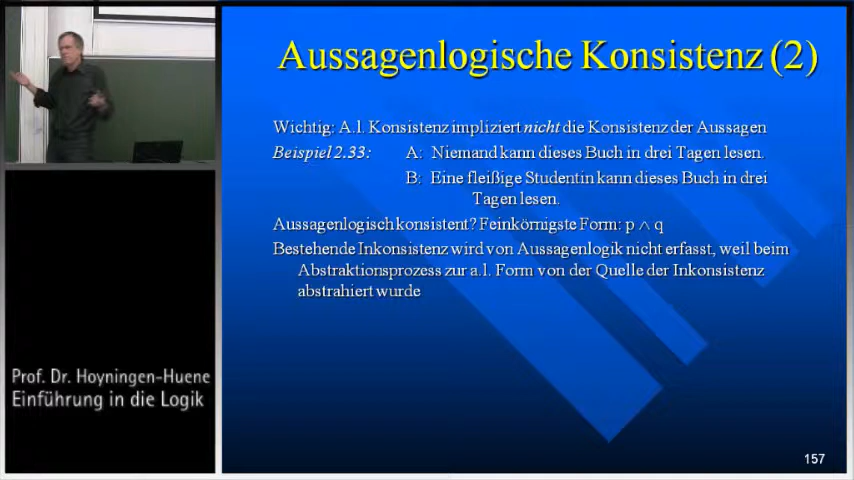 Aussagenlogische Konsistenz (2)
Wichtig: A.l. Konsistenz impliziert nicht die Konsistenz der Aussagen
Beispiel 2.33: A: Niemand kann dieses Buch in drei Tagen lesen.
B: Eine fleißige Studentin kann dieses Buch in drei
Tagen lesen.
Aussagenlogisch konsistent? Feinkörnigste Form: p ∧ q
Bestehende Inkonsistenz wird von Aussagenlogik nicht erfasst, weil beim
Abstraktionsprozess zur a.l. Form von der Quelle der Inkonsistenz
abstrahiert wurde
Prof. Dr. Hoyningen-Huene
Einführung in die Logik
157